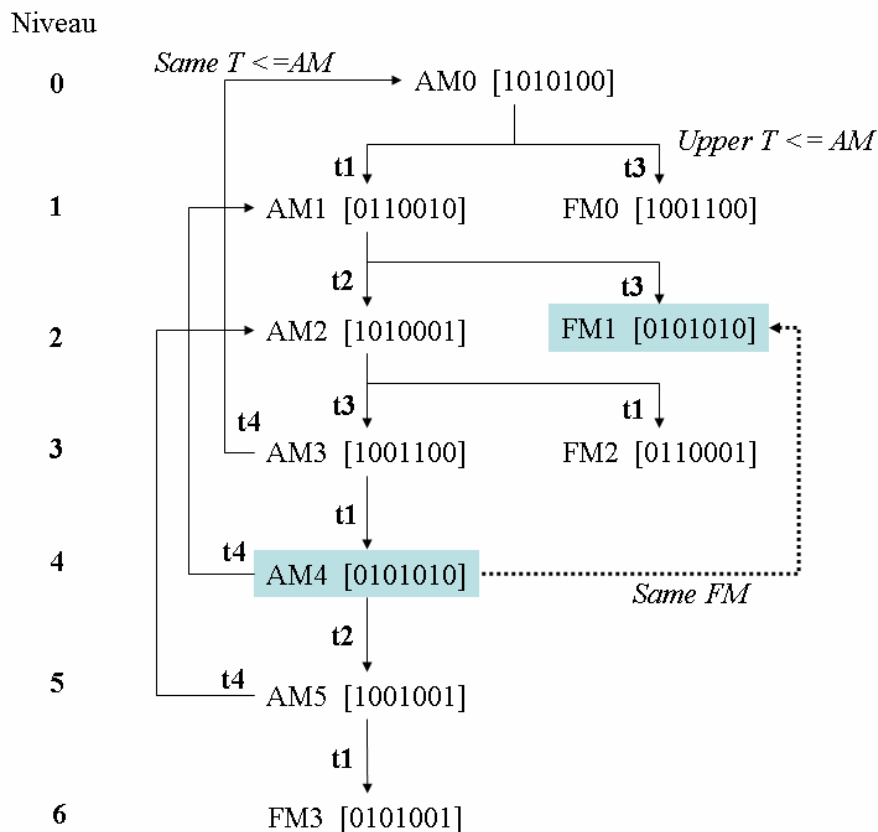 Niveau
Same T <=AM
0
AM0 [1010100]
Upper T <= AM
t1
t3
1
AM1 [0110010]
FM0 [1001100]
t2
t3
2
AM2 [1010001]
FM1 [0101010]
t4
t3
t1
3
AM3 [1001100]
FM2 [0110001]
t1
4
t4
AM4 [0101010]
Same FM
t2
5
t4
AM5 [1001001]
t1
6
FM3 [0101001]